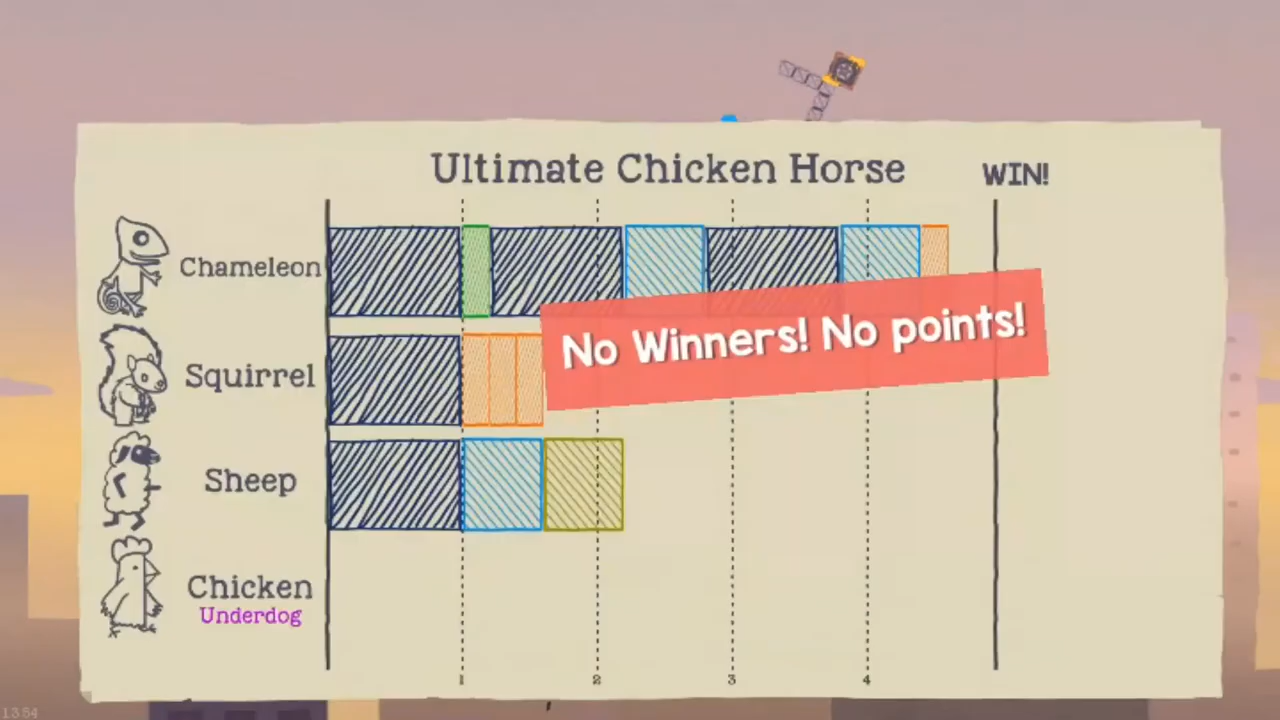 Ultimate Chicken Horse
WIN!
Chameleon
No Winners! No points!
Squirrel
Sheep
Chicken
Underdog
1 2 3 4
13:54